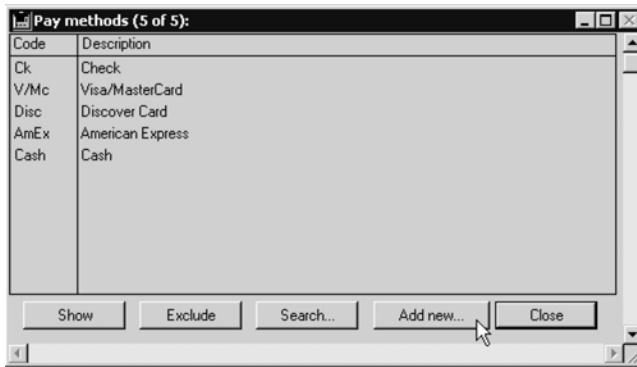 Pay methods (5 of 5):
Code Description
Ck Check
V/Mc Visa/MasterCard
Disc Discover Card
AmEx American Express
Cash Cash
Show Exclude Search... Add new... Close